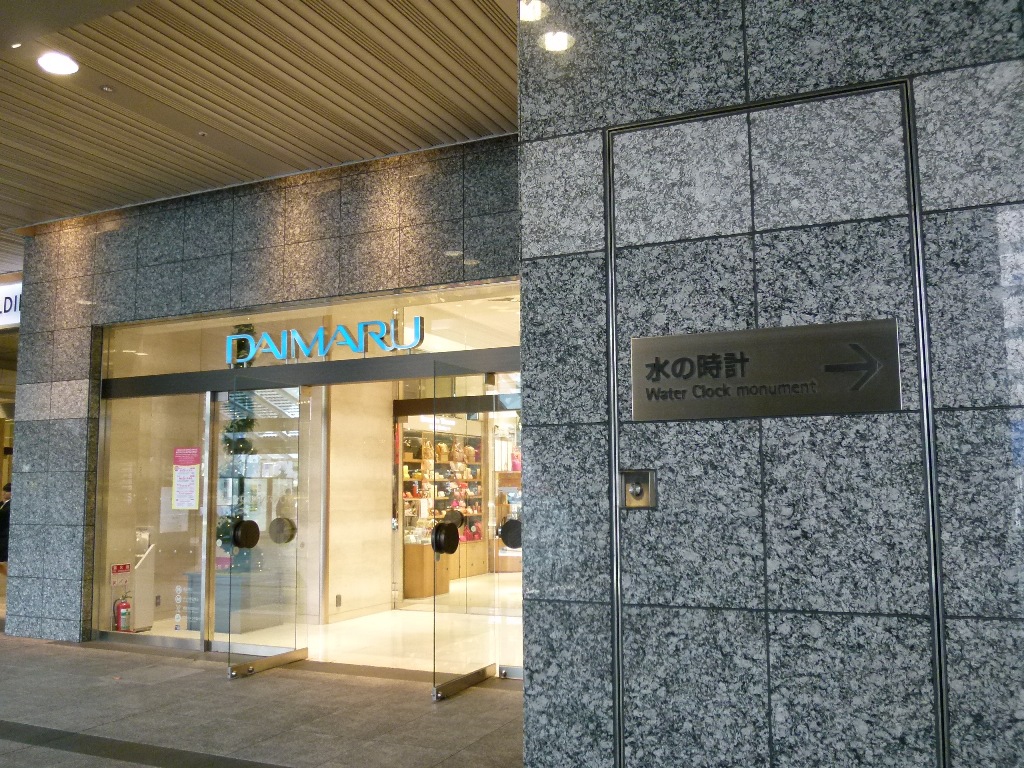 DAIMARU
水の時計
Water Clock monument